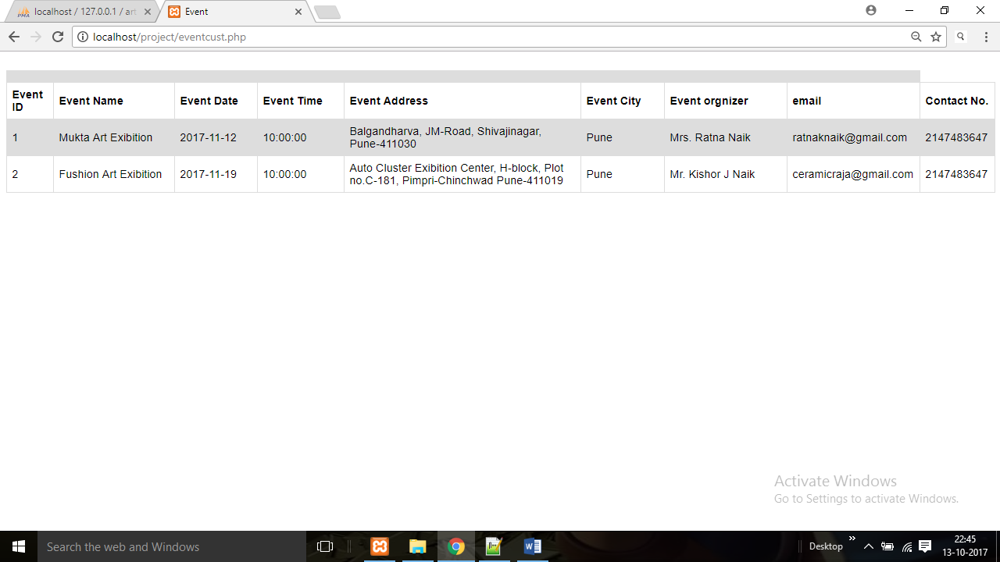 localhost / 127.0.0.1 / art
Event
localhost/project/eventcust.php
Event ID Event Name Event Date Event Time Event Address Event City Event orgnizer email Contact No.
1 Mukta Art Exibition 2017-11-12 10:00:00 Balgandharva, JM-Road, Shivajinagar, Pune-411030 Pune Mrs. Ratna Naik ratnaknaik@gmail.com 2147483647
2 Fushion Art Exibition 2017-11-19 10:00:00 Auto Cluster Exibition Center, H-block, Plot no.C-181, Pimpri-Chinchwad Pune-411019 Pune Mr. Kishor J Naik ceramicraja@gmail.com 2147483647
Activate Windows
Go to Settings to activate Windows.
Search the web and Windows
Desktop
22:45
13-10-2017